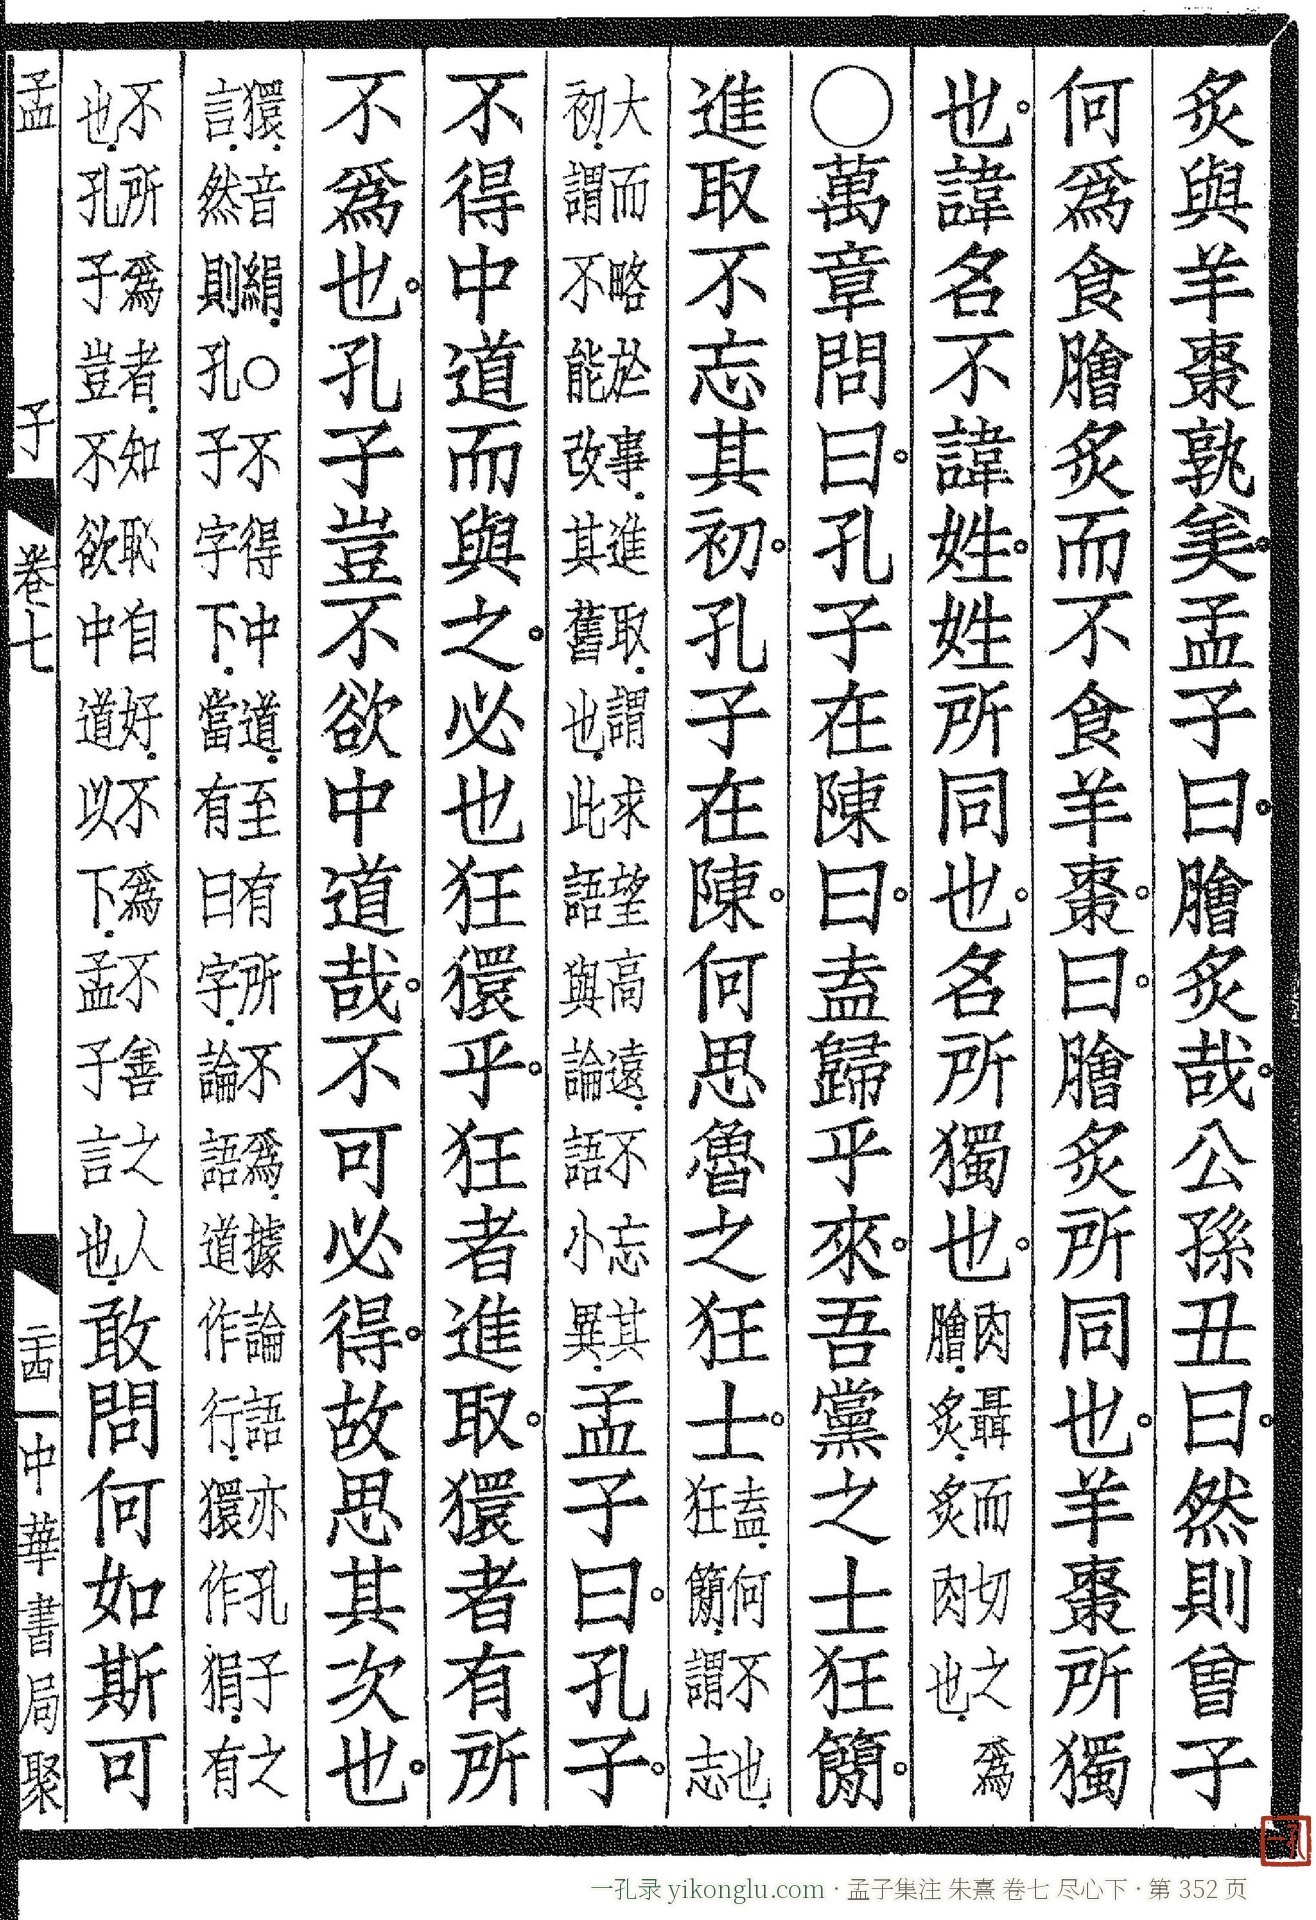 炙與羊棗孰美。孟子曰。膾炙哉。公孫丑曰。然則曾子
何爲食膾炙而不食羊棗。曰。膾炙所同也。羊棗所獨
也。諱名不諱姓。姓所同也。名所獨也。肉聶而切之爲膾。炙。炙肉也。
〇萬章問曰。孔子在陳曰。盍歸乎來。吾黨之士狂簡。
進取不忘其初。孔子在陳。何思魯之狂士。盍。何不也。狂簡。謂志
大而略於事。進取。謂求望高遠。不忘其初。謂不能改其舊也。此語與論語小異。孟子曰。孔子。
不得中道而與之。必也狂獧乎。狂者進取。獧者有所
不爲也。孔子豈不欲中道哉。不可必得。故思其次也。
獧。音絹。〇不得中道。至有所不爲。據論語亦孔子之言。然則孔子字下。當有曰字。論語道作行。獧作狷。有
不所爲者。知恥自好。不爲不善之人也。孔子豈不欲中道以下。孟子言也。敢問何如斯可
孟子 卷七 二十四 中華書局聚
一孔录 yikonglu.com · 孟子集注 朱熹 卷七 尽心下 · 第 352 页